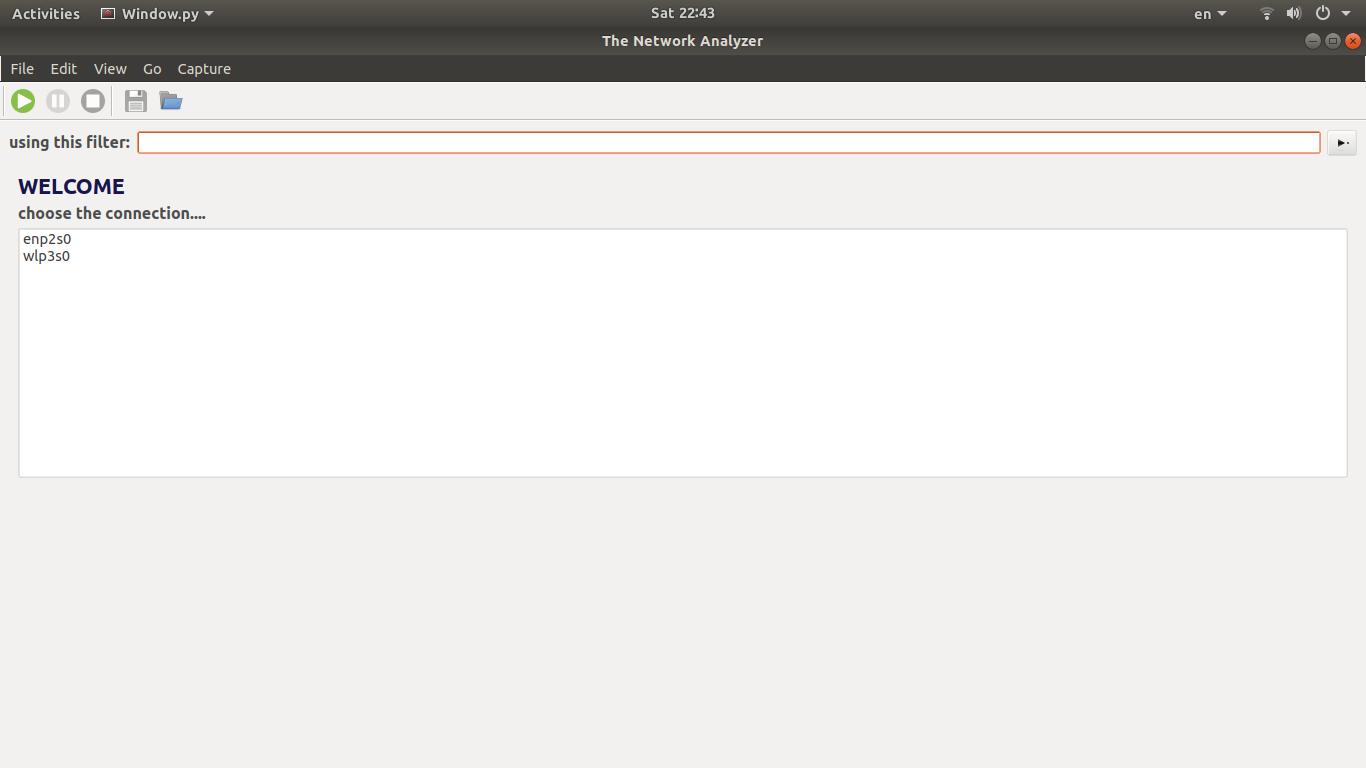 Activities Window.py Sat 22:43 en
The Network Analyzer
File Edit View Go Capture
using this filter:
WELCOME
choose the connection....
enp2s0
wlp3s0